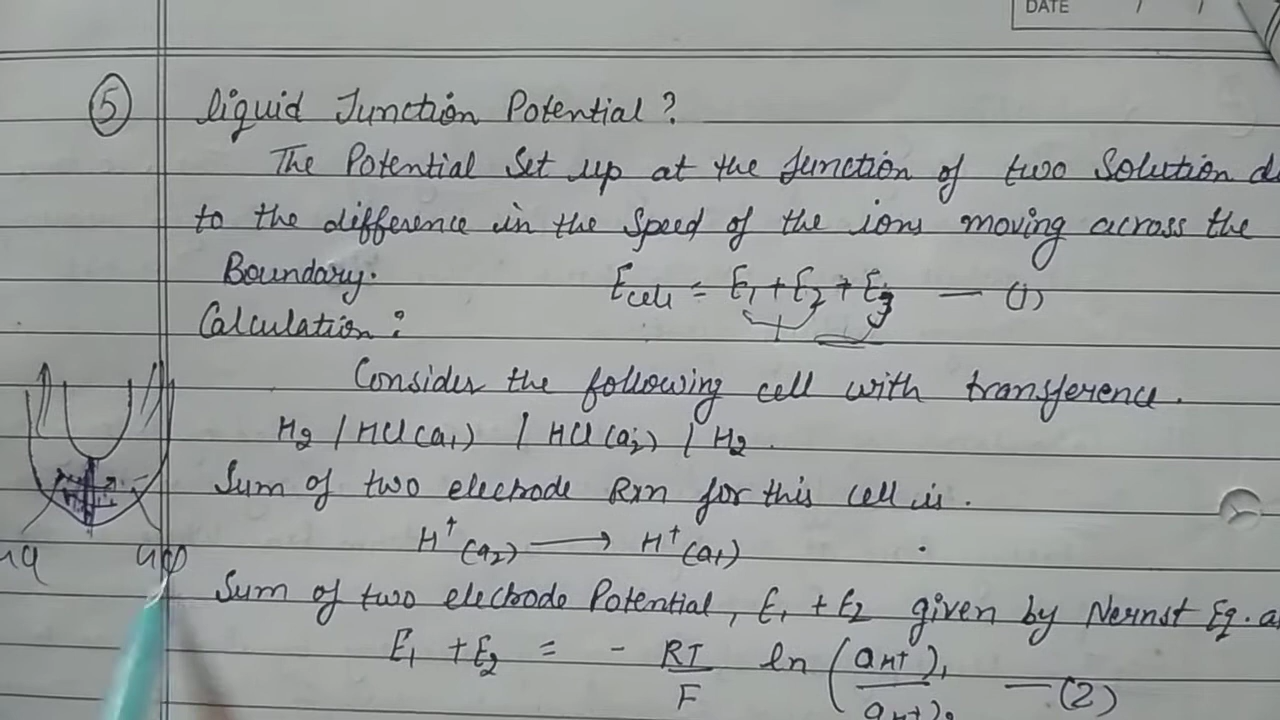 DATE / /
5 liquid Junction Potential?
The Potential Set up at the Junction of two Solution d
to the difference in the Speed of the ions moving across the
Boundary.
Ecell = E₁ + E₂ + E₃ — (1)
Calculation:
Consider the following cell with transference.
H₂ / HCl (a₁) / HCl (a₂) / H₂
Sum of two electrode Rxn for this cell is.
H⁺(a₂) ⟶ H⁺(a₁)
Sum of two electrode Potential, E₁ + E₂ given by Nernst Eq. a
E₁ + E₂ = - RT/F ln (aH⁺)₁/(aH⁺)₂ — (2)